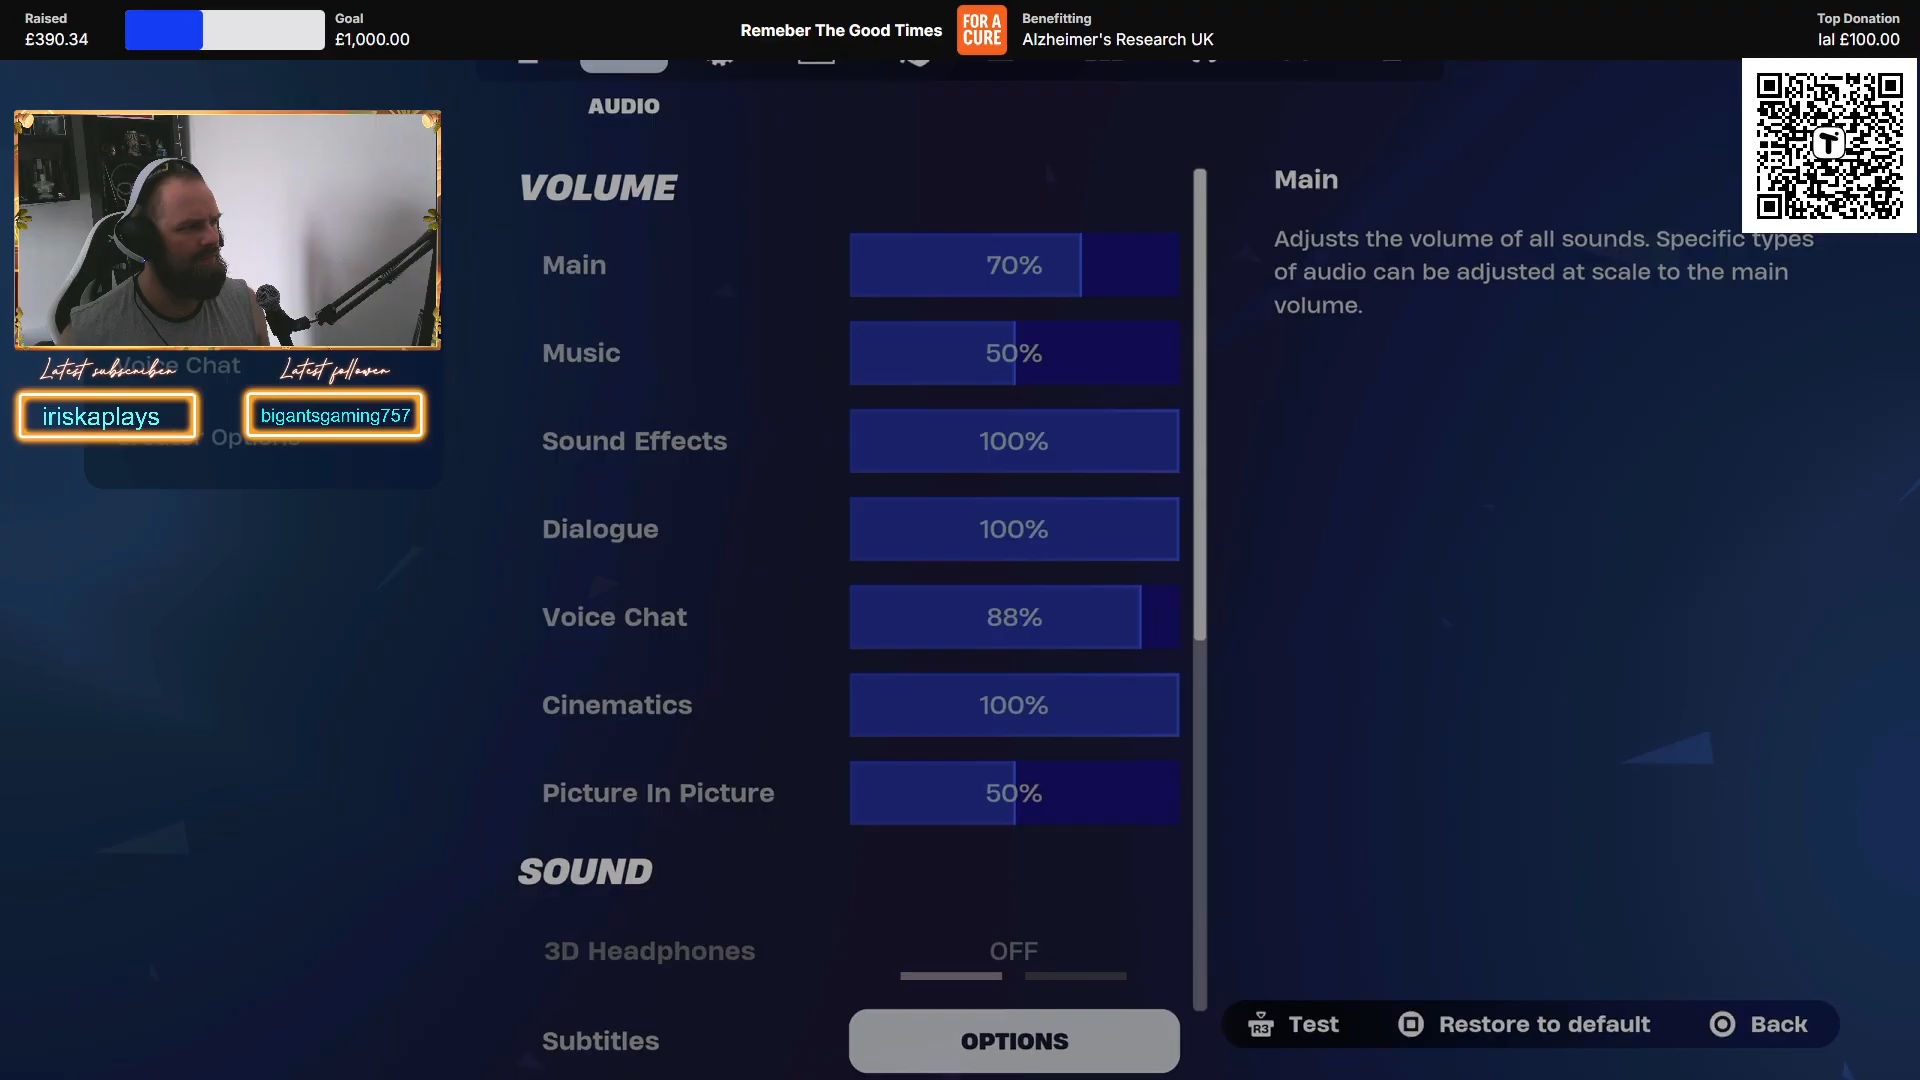 Raised
£390.34
Goal
£1,000.00
Remeber The Good Times
FOR A
CURE
Benefitting
Alzheimer's Research UK
Top Donation
lal £100.00
AUDIO
VOLUME
Main
70%
Music
50%
Sound Effects
100%
Dialogue
100%
Voice Chat
88%
Cinematics
100%
Picture In Picture
50%
SOUND
3D Headphones
OFF
Subtitles
OPTIONS
Main
Adjusts the volume of all sounds. Specific types
of audio can be adjusted at scale to the main
volume.
Latest subscriber
Voice Chat
Latest follower
iriskaplays
bigantsgaming757
R3
Test
Restore to default
Back